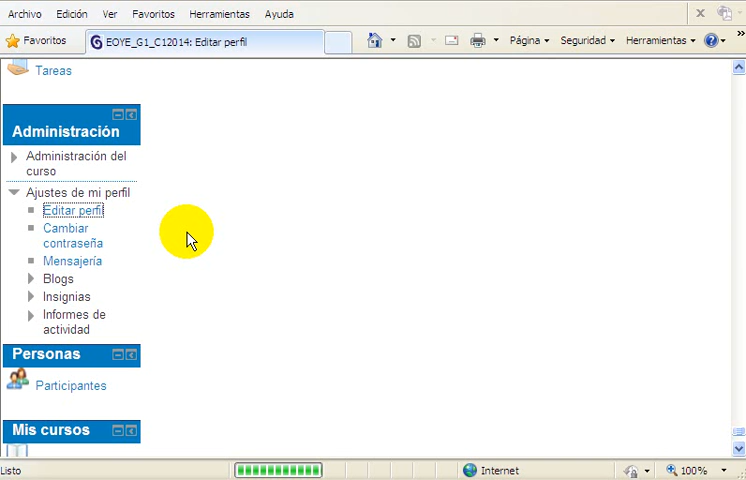 Archivo Edición Ver Favoritos Herramientas Ayuda
Favoritos EOYE_G1_C12014: Editar perfil Página Seguridad Herramientas
Tareas
Administración
Administración del
curso
Ajustes de mi perfil
Editar perfil
Cambiar
contraseña
Mensajería
Blogs
Insignias
Informes de
actividad
Personas
Participantes
Mis cursos
Listo Internet 100%